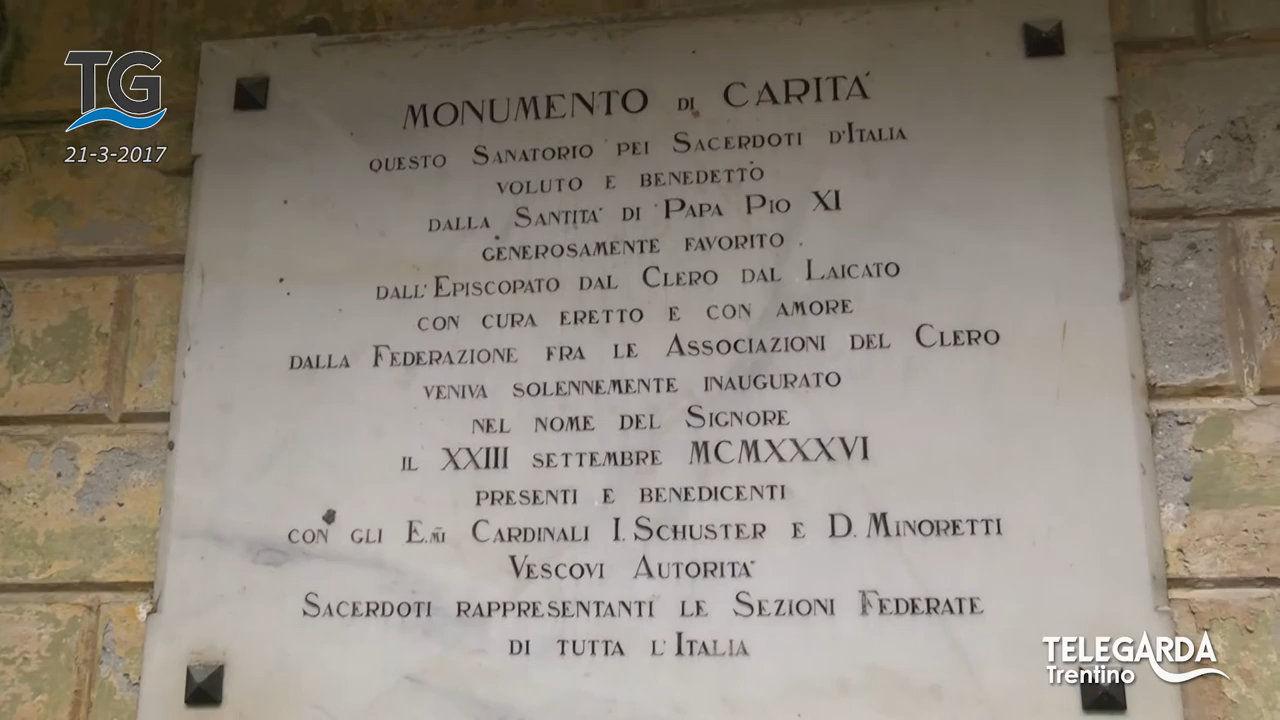 TG
21-3-2017
MONUMENTO DI CARITÀ
QUESTO SANATORIO PEI SACERDOTI D'ITALIA
VOLUTO E BENEDETTO
DALLA SANTITA' DI PAPA PIO XI
GENEROSAMENTE FAVORITO
DALL'EPISCOPATO DAL CLERO DAL LAICATO
CON CURA ERETTO E CON AMORE
DALLA FEDERAZIONE FRA LE ASSOCIAZIONI DEL CLERO
VENIVA SOLENNEMENTE INAUGURATO
NEL NOME DEL SIGNORE
IL XXIII SETTEMBRE MCMXXXVI
PRESENTI E BENEDICENTI
CON GLI E.MI CARDINALI I. SCHUSTER E D. MINORETTI
VESCOVI AUTORITA'
SACERDOTI RAPPRESENTANTI LE SEZIONI FEDERATE
DI TUTTA L'ITALIA
TELEGARDA
Trentino